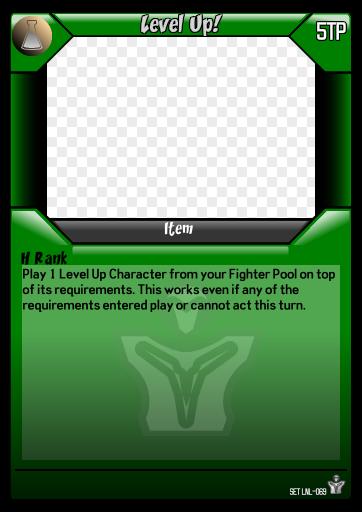 Level Up!
5TP
Item
H Rank
Play 1 Level Up Character from your Fighter Pool on top
of its requirements. This works even if any of the
requirements entered play or cannot act this turn.
SET LNL-069